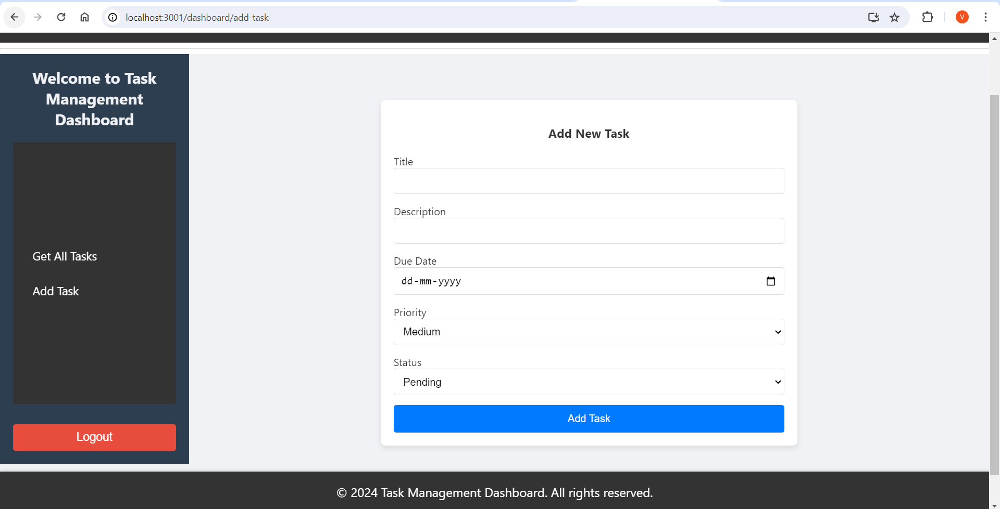 localhost:3001/dashboard/add-task
V
Welcome to Task
Management
Dashboard
Get All Tasks
Add Task
Logout
Add New Task
Title
Description
Due Date
dd-mm-yyyy
Priority
Medium
Status
Pending
Add Task
© 2024 Task Management Dashboard. All rights reserved.